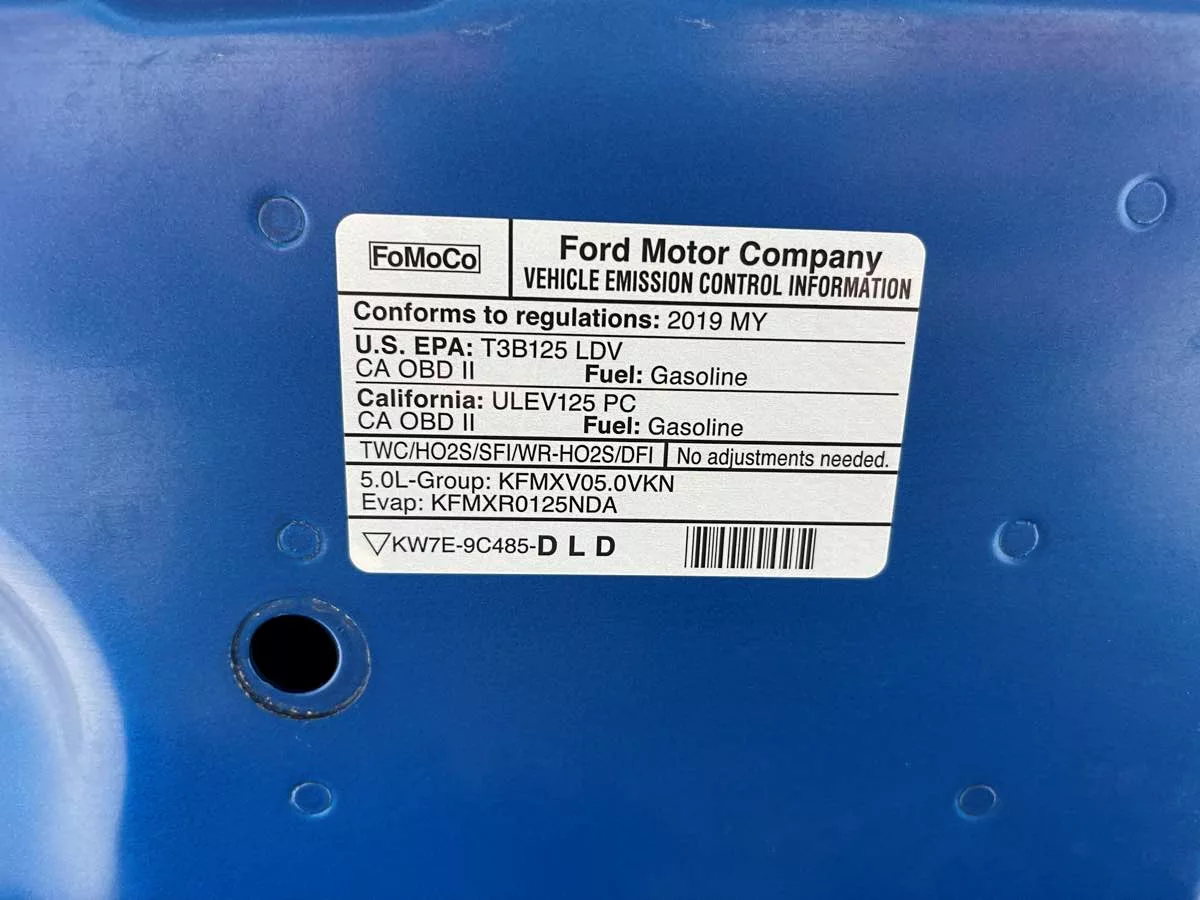 FoMoCo
Ford Motor Company
VEHICLE EMISSION CONTROL INFORMATION
Conforms to regulations: 2019 MY
U.S. EPA: T3B125 LDV
CA OBD II Fuel: Gasoline
California: ULEV125 PC
CA OBD II Fuel: Gasoline
TWC/HO2S/SFI/WR-HO2S/DFI No adjustments needed.
5.0L-Group: KFMXV05.0VKN
Evap: KFMXR0125NDA
KW7E-9C485-D L D